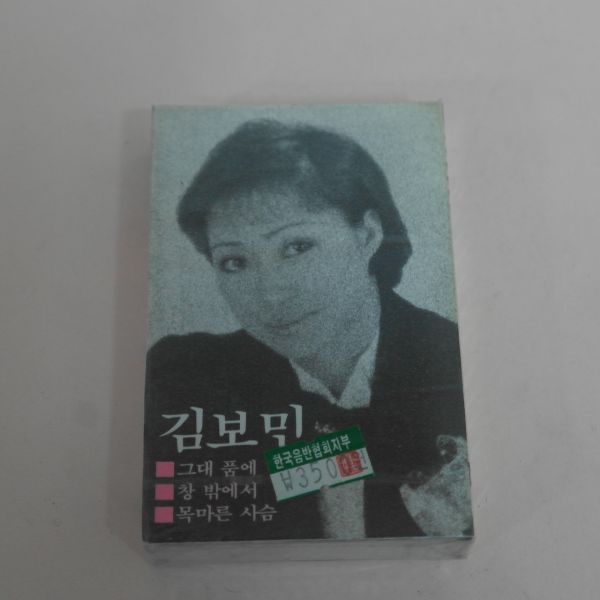 김보민
그대 품에
창 밖에서
목마른 사슴
한국음반협회지부
₩350